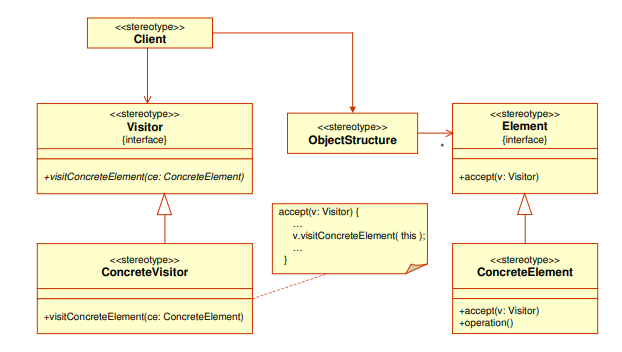 <<stereotype>>
Client
<<stereotype>>
Visitor
{interface}
+visitConcreteElement(ce: ConcreteElement)
<<stereotype>>
ObjectStructure
*
<<stereotype>>
Element
{interface}
+accept(v: Visitor)
accept(v: Visitor) {
...
v.visitConcreteElement( this );
...
}
<<stereotype>>
ConcreteVisitor
+visitConcreteElement(ce: ConcreteElement)
<<stereotype>>
ConcreteElement
+accept(v: Visitor)
+operation()